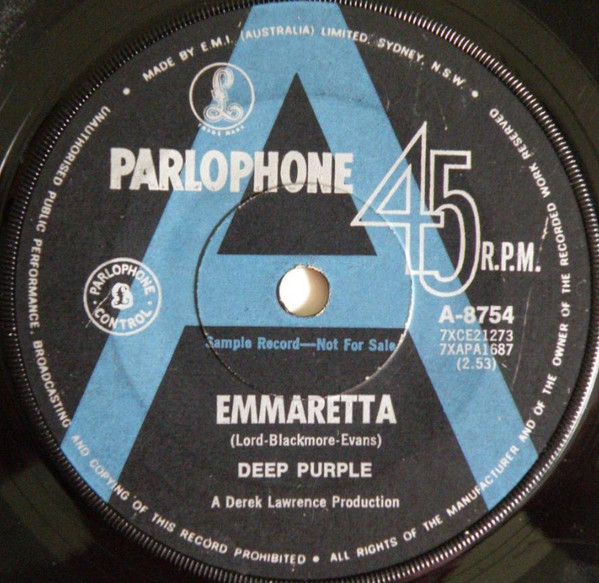 MADE BY E.M.I. (AUSTRALIA) LIMITED, SYDNEY, N.S.W. •
£
TRADE MARK
PARLOPHONE
45
R.P.M.
PARLOPHONE
£
• CONTROL •
A-8754
7XCE21273
7XAPA1687
(2.53)
Sample Record—Not For Sale
EMMARETTA
(Lord-Blackmore-Evans)
DEEP PURPLE
A Derek Lawrence Production
• UNAUTHORISED PUBLIC PERFORMANCE, BROADCASTING AND COPYING OF THIS RECORD PROHIBITED • ALL RIGHTS OF THE MANUFACTURER AND OF THE OWNER OF THE RECORDED WORK RESERVED
A